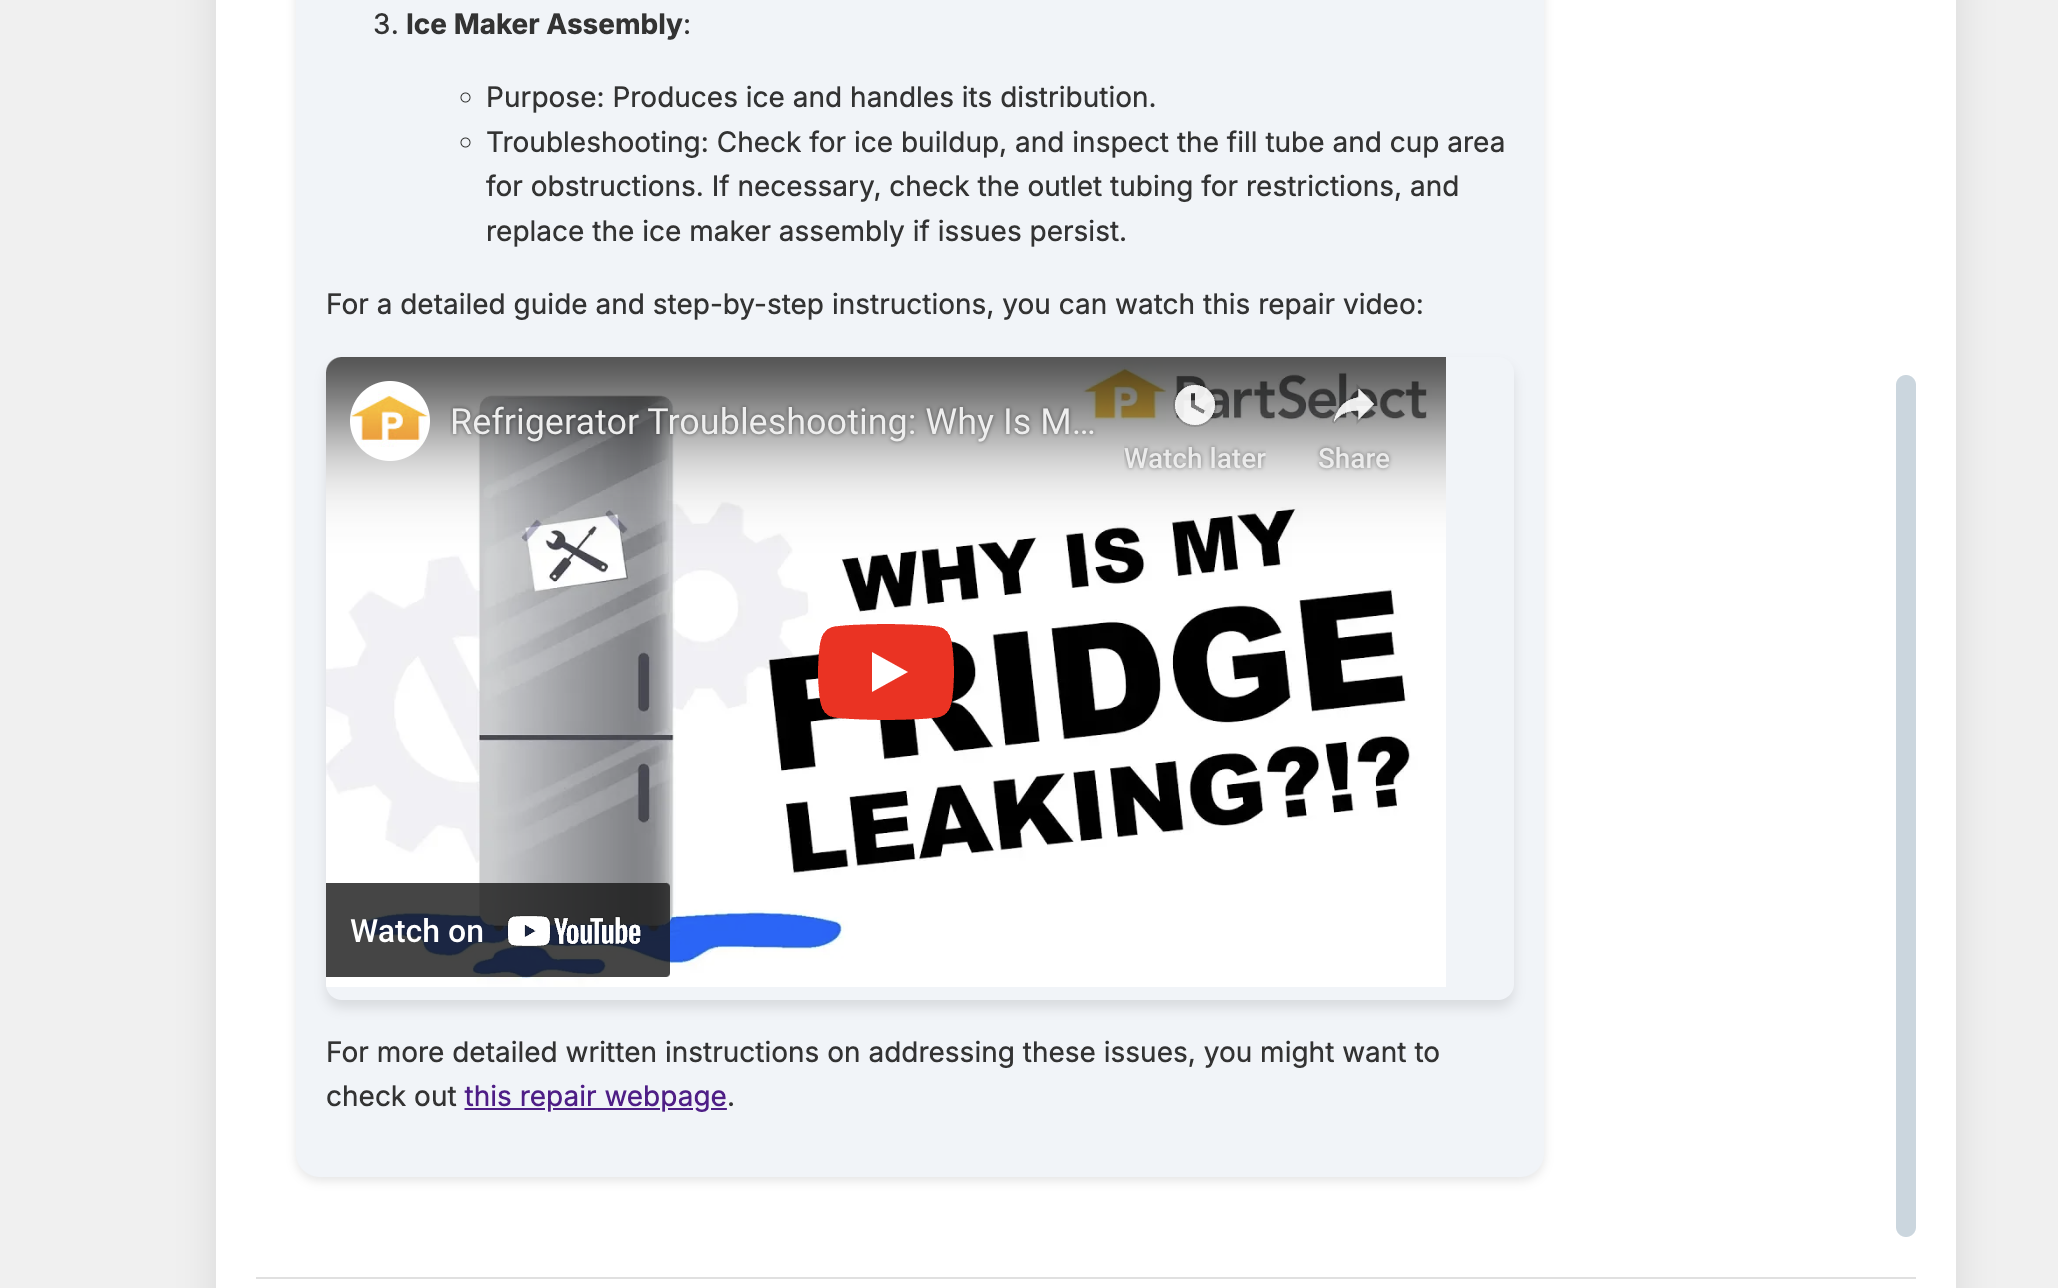 3. Ice Maker Assembly:
◦ Purpose: Produces ice and handles its distribution.
◦ Troubleshooting: Check for ice buildup, and inspect the fill tube and cup area
for obstructions. If necessary, check the outlet tubing for restrictions, and
replace the ice maker assembly if issues persist.
For a detailed guide and step-by-step instructions, you can watch this repair video:
P PartSelect
P Refrigerator Troubleshooting: Why Is M...
Watch later Share
WHY IS MY
FRIDGE
LEAKING?!?
Watch on YouTube
For more detailed written instructions on addressing these issues, you might want to
check out this repair webpage.